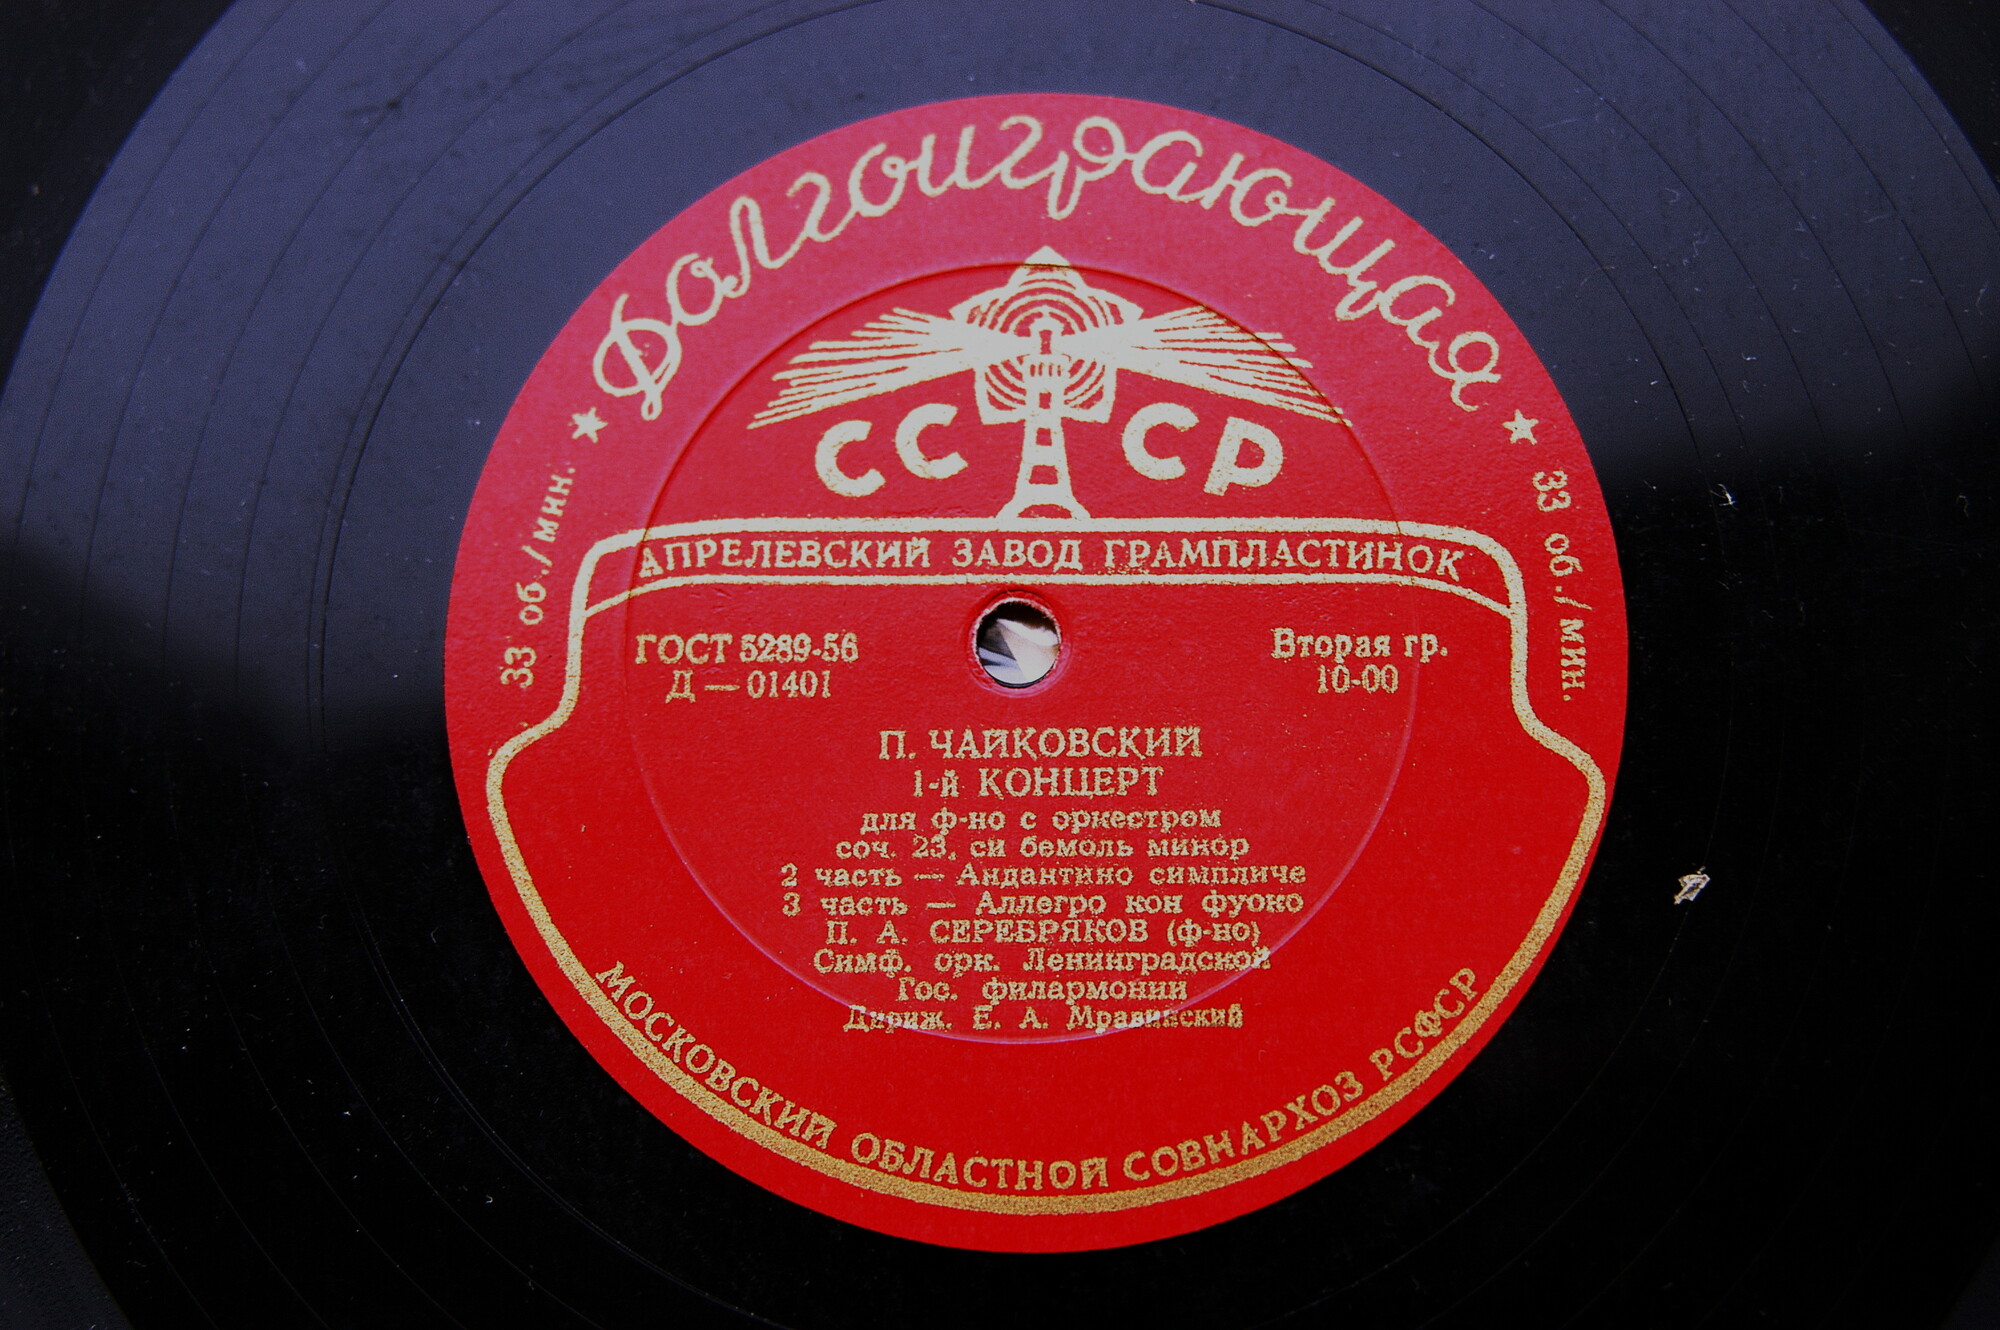 Долгоиграющая
★ 33 об./мин.
★ 33 об./мин.
СССР
АПРЕЛЕВСКИЙ ЗАВОД ГРАМПЛАСТИНОК
ГОСТ 5289-56
Д — 01401
Вторая гр.
10-00
П. ЧАЙКОВСКИЙ
1-й КОНЦЕРТ
для ф-но с оркестром
соч. 23, си бемоль минор
2 часть — Андантино симпличе
3 часть — Аллегро кон фуоко
П. А. СЕРЕБРЯКОВ (ф-но)
Симф. орк. Ленинградской
Гос. филармонии
Дириж. Е. А. Мравинский
МОСКОВСКИЙ ОБЛАСТНОЙ СОВНАРХОЗ РСФСР